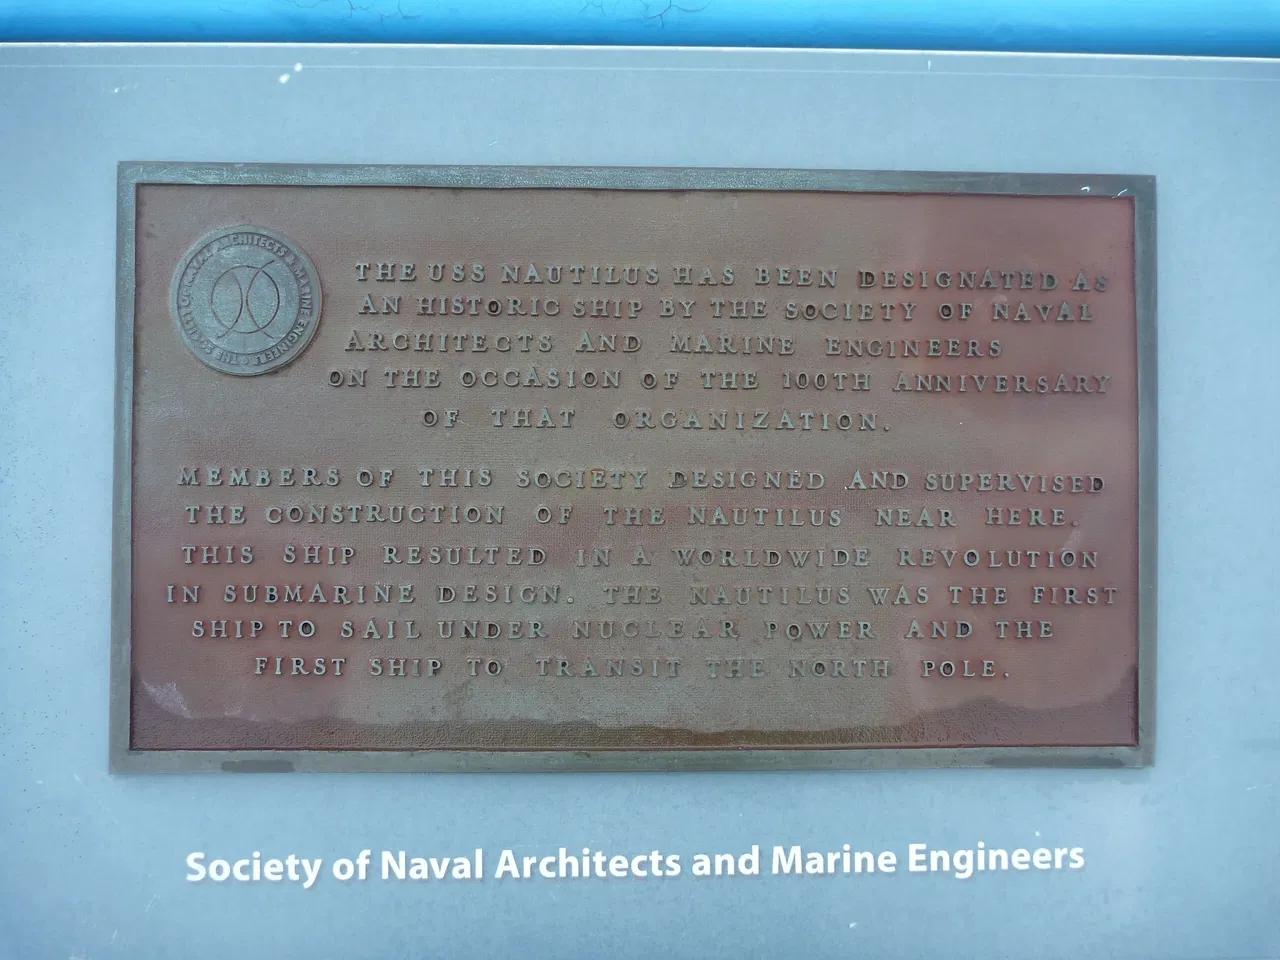 THE SOCIETY OF NAVAL ARCHITECTS & MARINE ENGINEERS
THE USS NAUTILUS HAS BEEN DESIGNATED AS
AN HISTORIC SHIP BY THE SOCIETY OF NAVAL
ARCHITECTS AND MARINE ENGINEERS
ON THE OCCASION OF THE 100TH ANNIVERSARY
OF THAT ORGANIZATION.
MEMBERS OF THIS SOCIETY DESIGNED AND SUPERVISED
THE CONSTRUCTION OF THE NAUTILUS NEAR HERE.
THIS SHIP RESULTED IN A WORLDWIDE REVOLUTION
IN SUBMARINE DESIGN. THE NAUTILUS WAS THE FIRST
SHIP TO SAIL UNDER NUCLEAR POWER AND THE
FIRST SHIP TO TRANSIT THE NORTH POLE.
Society of Naval Architects and Marine Engineers